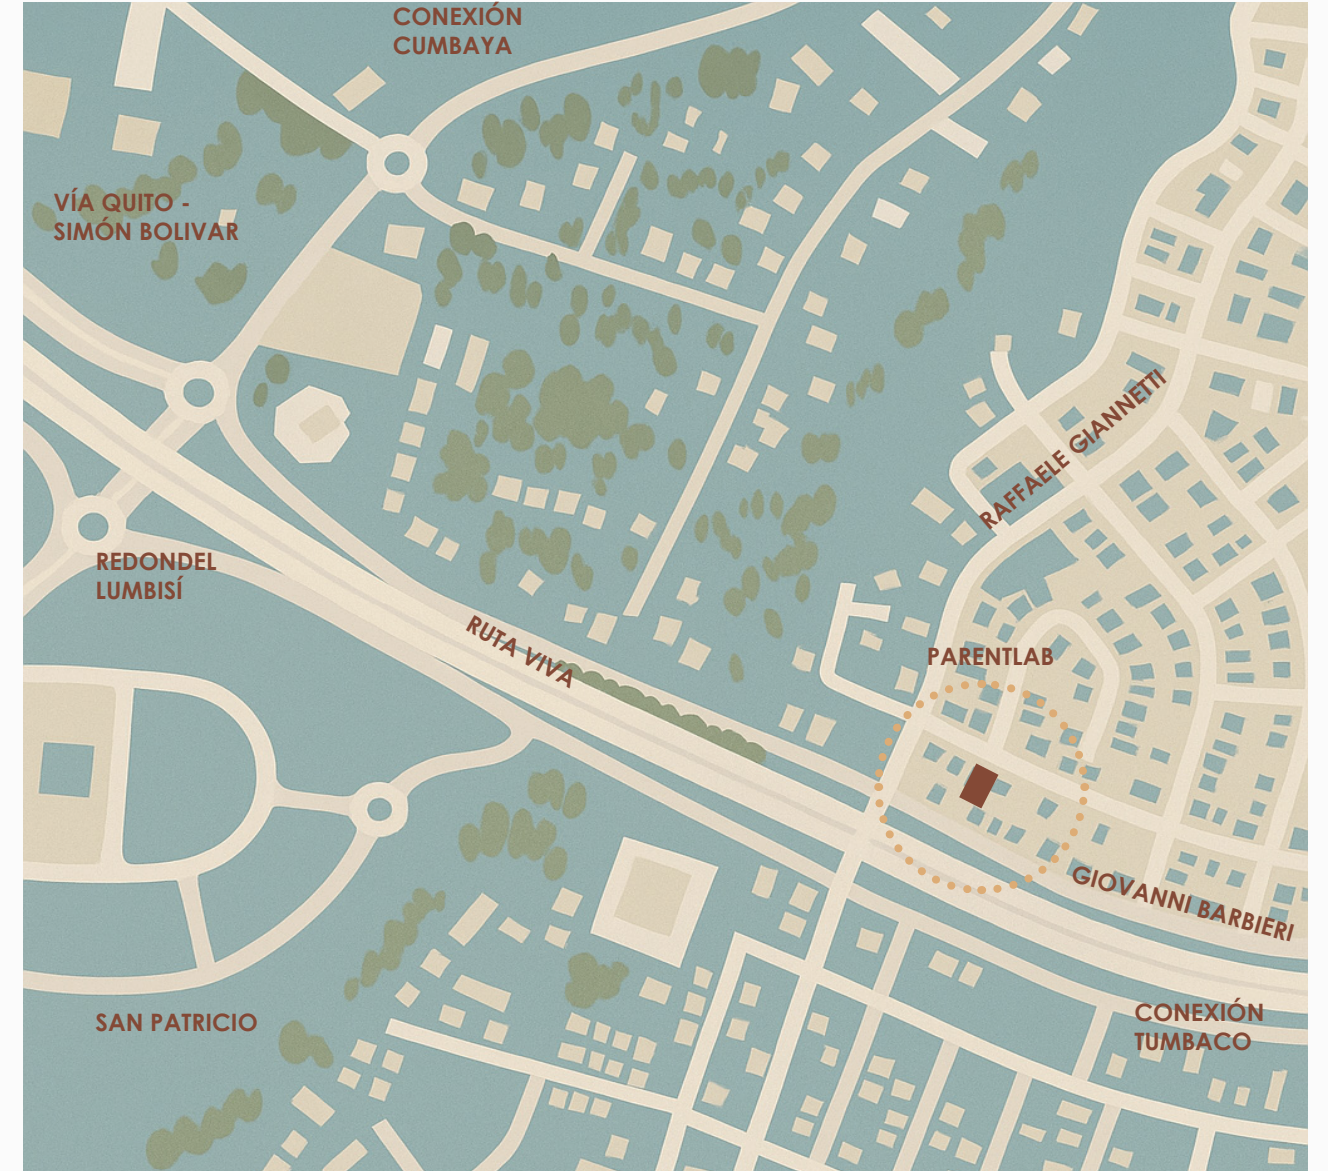 CONEXIÓN
CUMBAYA
VÍA QUITO -
SIMÓN BOLIVAR
RAFFAELE GIANNETTI
REDONDEL
LUMBISÍ
RUTA VIVA
PARENTLAB
GIOVANNI BARBIERI
SAN PATRICIO
CONEXIÓN
TUMBACO